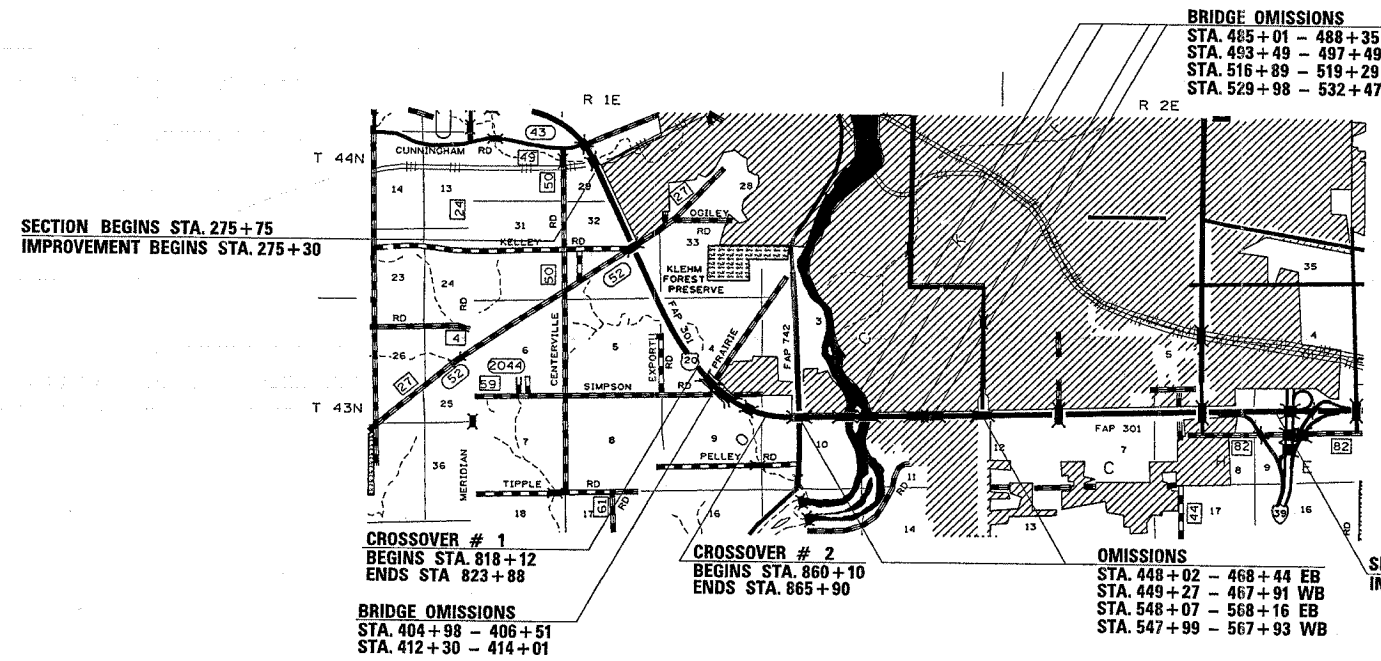 BRIDGE OMISSIONS
STA. 485+01 - 488+35
STA. 493+49 - 497+49
STA. 516+89 - 519+29
STA. 529+98 - 532+47
R 1E
R 2E
T 44N
43
CUNNINGHAM RD
49
14
13
50
29
27
28
24
31
RD
32
OGILEY
RD
SECTION BEGINS STA. 275+75
IMPROVEMENT BEGINS STA. 275+30
KELLEY RD
33
35
23
24
50
52
KLEHM
FOREST
PRESERVE
RD
RD
FAP 301
3
4
26
4
6
5
EXPORT
RD
4
PRAIRIE
FAP 742
5
27
52
2044
59
CENTERVILLE
20
SIMPSON RD
T 43N
25
FAP 301
7
8
9
10
12
7
82
82
36
MERIDIAN
PELLEY RD
11
C
8
9
E
TIPPLE RD
RD
18
17
61
RD
16
14
13
44
17
39
16
RD
CROSSOVER # 1
BEGINS STA. 818+12
ENDS STA 823+88
CROSSOVER # 2
BEGINS STA. 860+10
ENDS STA. 865+90
OMISSIONS
STA. 448+02 - 468+44 EB
STA. 449+27 - 467+91 WB
STA. 548+07 - 568+16 EB
STA. 547+99 - 567+93 WB
BRIDGE OMISSIONS
STA. 404+98 - 406+51
STA. 412+30 - 414+01